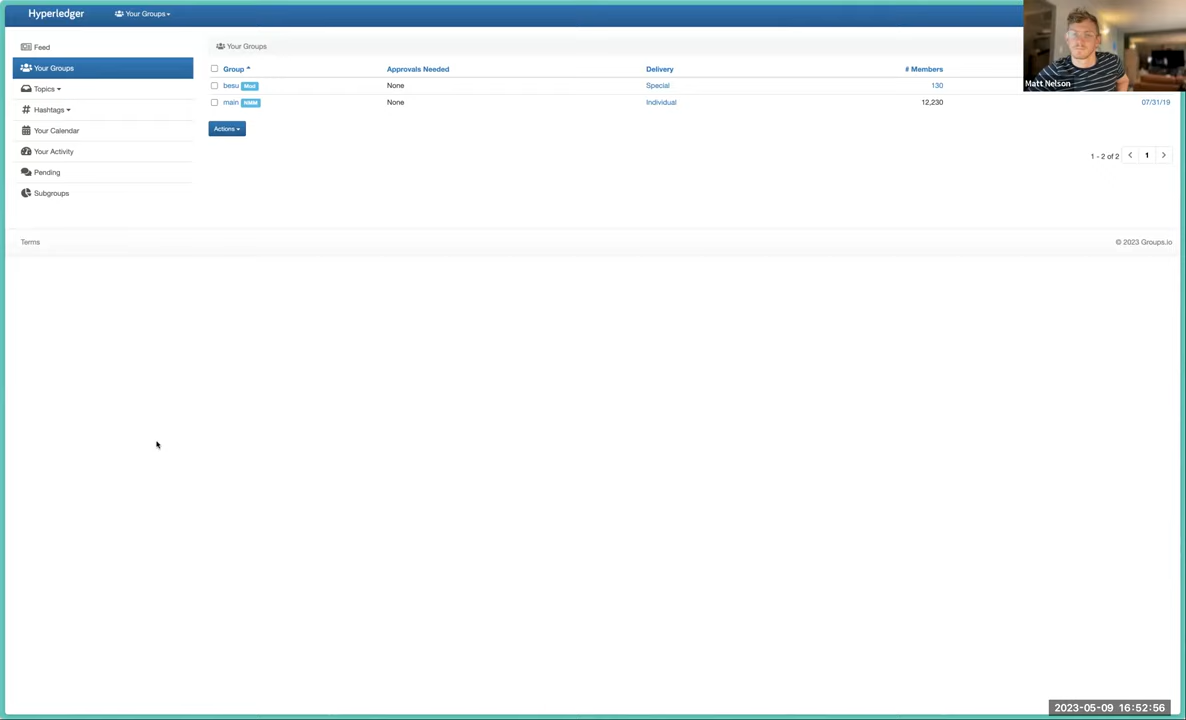 Hyperledger
Your Groups
Feed
Your Groups
Topics
Hashtags
Your Calendar
Your Activity
Pending
Subgroups
Your Groups
Group Approvals Needed Delivery # Members
besu Mod None Special 130
main None Individual 12,230 07/31/19
Actions
1 - 2 of 2 1
Terms
© 2023 Groups.io
Matt Nelson
2023-05-09 16:52:56